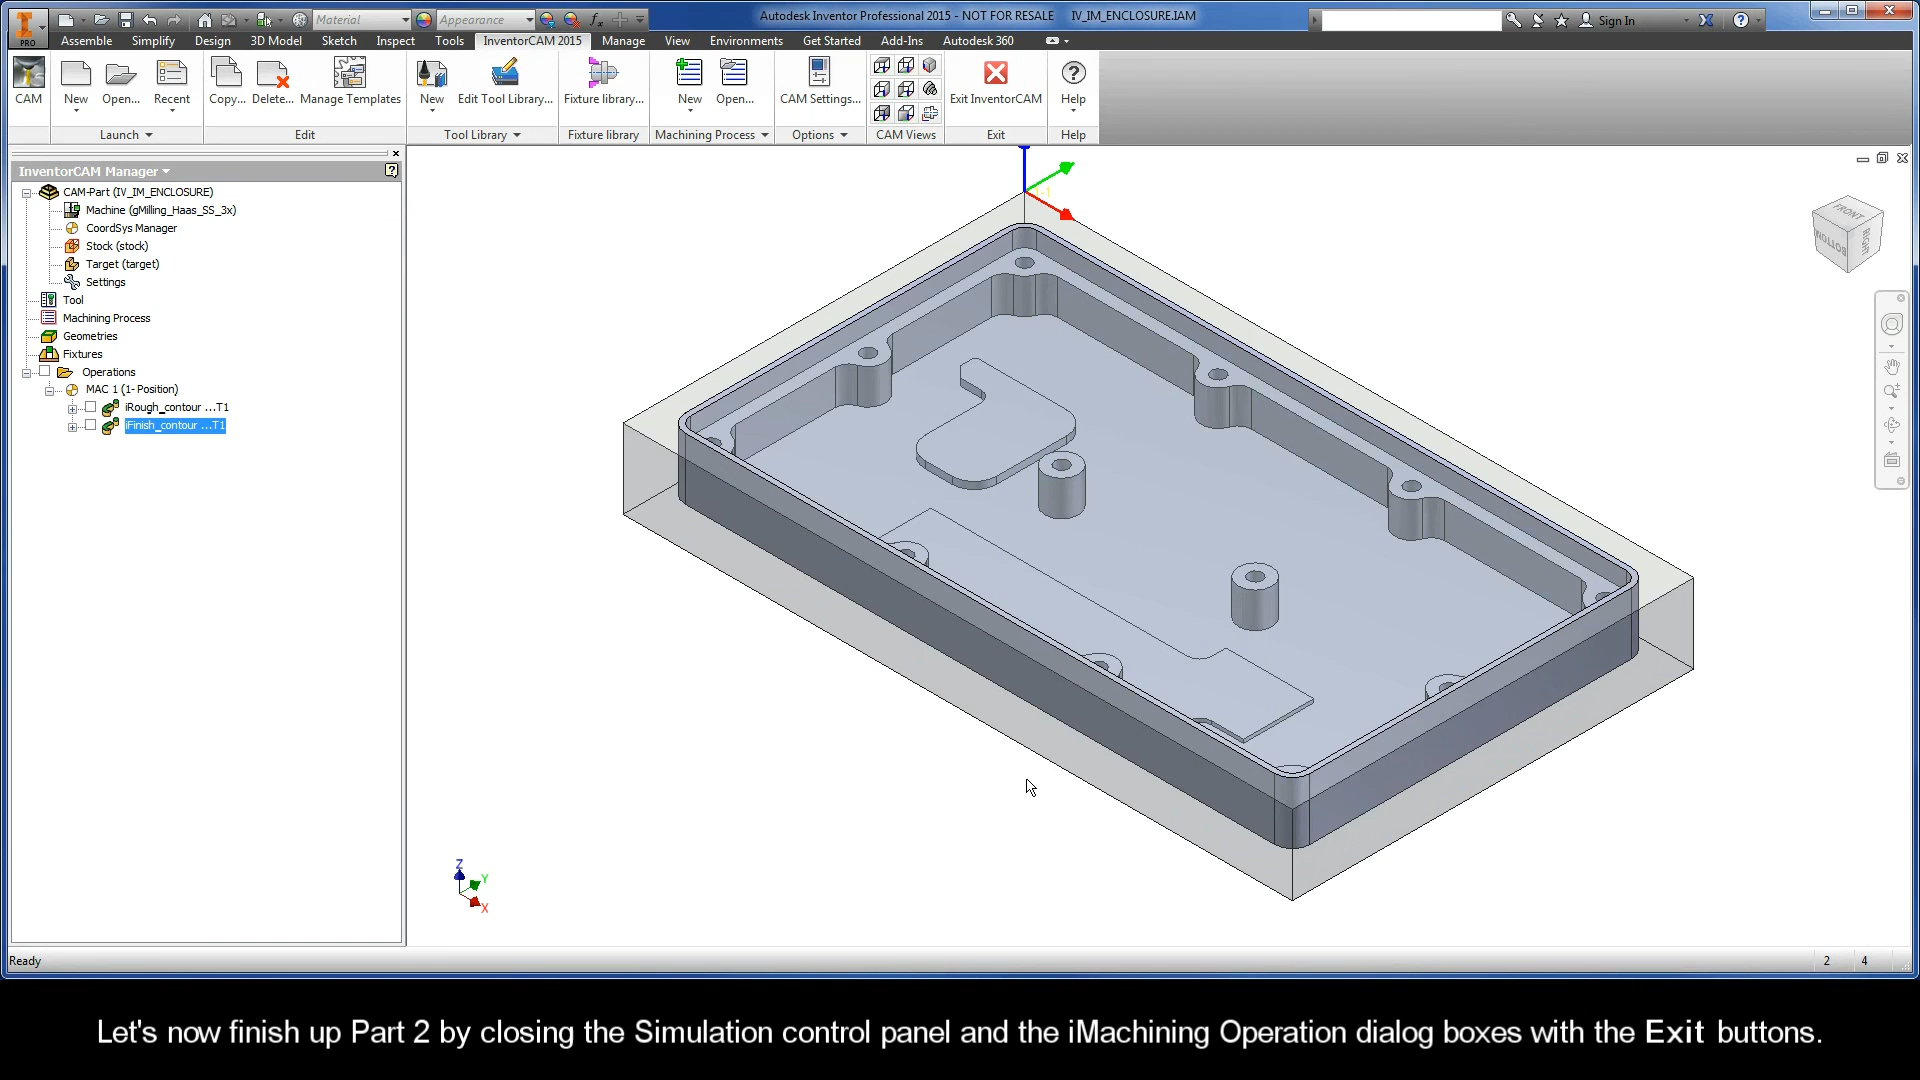 Material
Appearance
Autodesk Inventor Professional 2015 - NOT FOR RESALE IV_IM_ENCLOSURE.IAM
Sign In
PRO
Assemble Simplify Design 3D Model Sketch Inspect Tools InventorCAM 2015 Manage View Environments Get Started Add-Ins Autodesk 360
CAM New Open... Recent Copy... Delete... Manage Templates New Edit Tool Library... Fixture library... New Open... CAM Settings... Exit InventorCAM Help
Launch Edit Tool Library Fixture library Machining Process Options CAM Views Exit Help
InventorCAM Manager
CAM-Part (IV_IM_ENCLOSURE)
Machine (gMilling_Haas_SS_3x)
CoordSys Manager
Stock (stock)
Target (target)
Settings
Tool
Machining Process
Geometries
Fixtures
Operations
MAC 1 (1- Position)
iRough_contour ...T1
iFinish_contour ...T1
FRONT
BOTTOM
RIGHT
Z
Y
X
Ready
2 4
Let's now finish up Part 2 by closing the Simulation control panel and the iMachining Operation dialog boxes with the Exit buttons.